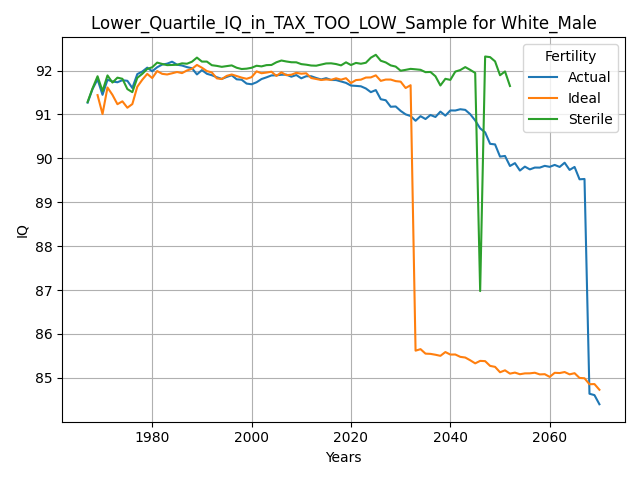 Lower_Quartile_IQ_in_TAX_TOO_LOW_Sample for White_Male
Fertility
Actual
Ideal
Sterile
92
91
90
89
88
87
86
85
IQ
1980
2000
2020
2040
2060
Years